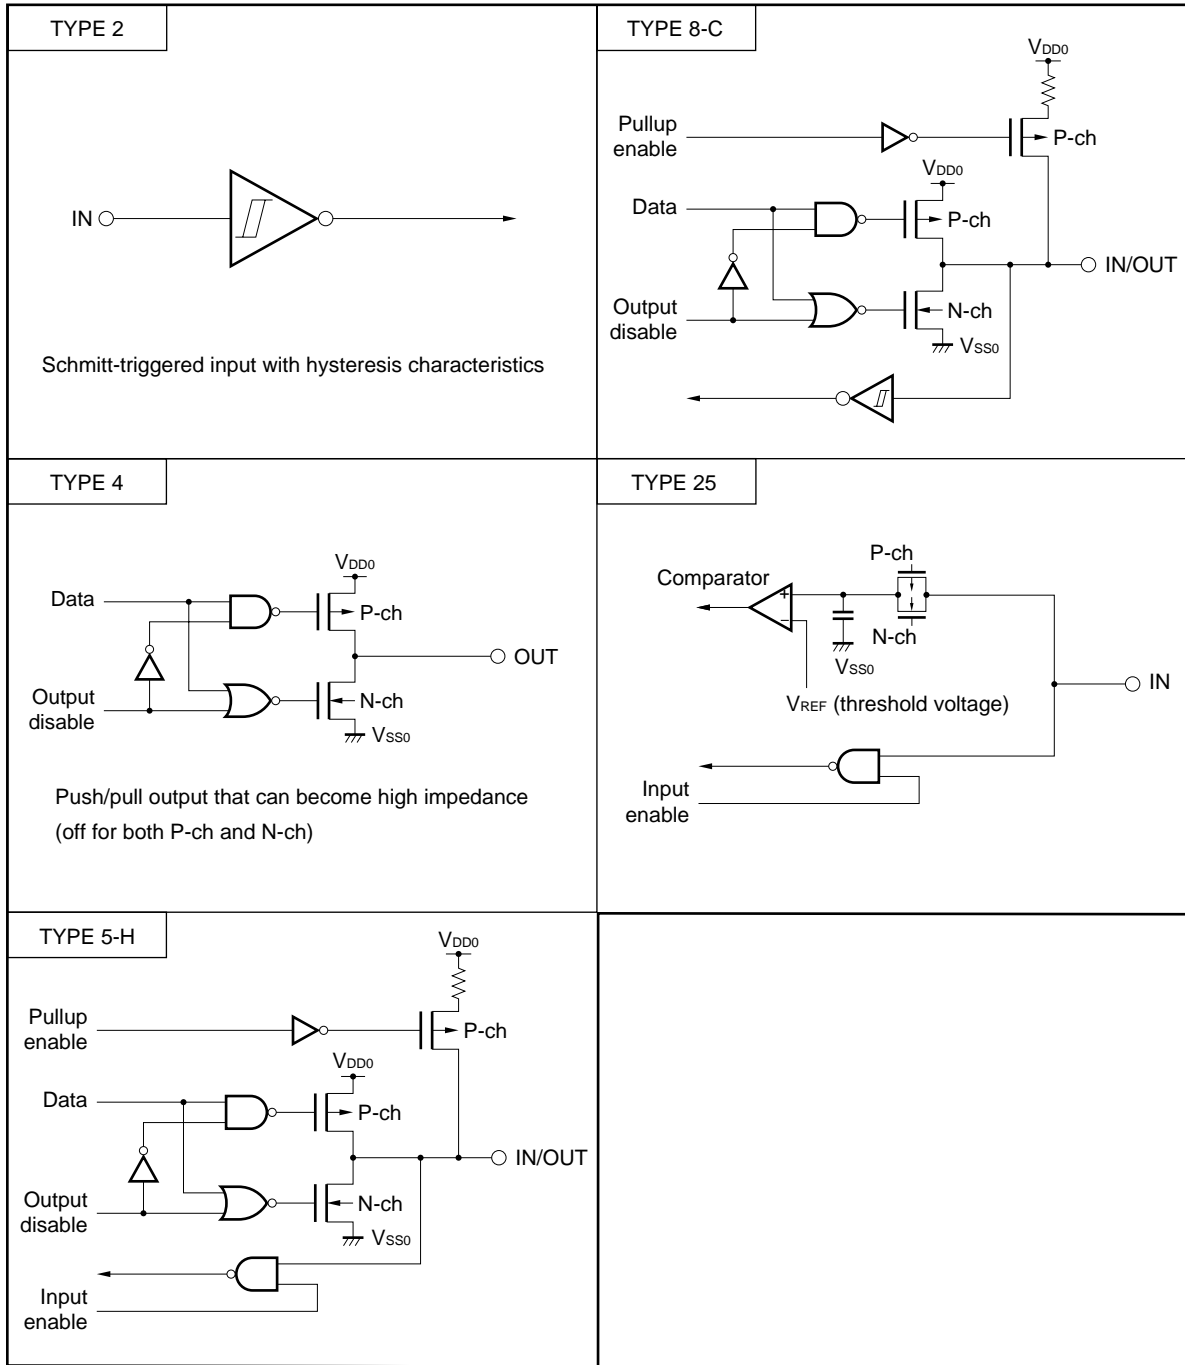 TYPE 2
IN
Schmitt-triggered input with hysteresis characteristics
TYPE 8-C
VDD0
Pullup
enable
P-ch
VDD0
Data
P-ch
IN/OUT
Output
disable
N-ch
VSS0
TYPE 4
VDD0
Data
P-ch
OUT
Output
disable
N-ch
VSS0
Push/pull output that can become high impedance
(off for both P-ch and N-ch)
TYPE 25
P-ch
Comparator
+
−
N-ch
VSS0
VREF (threshold voltage)
IN
Input
enable
TYPE 5-H
VDD0
Pullup
enable
P-ch
VDD0
Data
P-ch
IN/OUT
Output
disable
N-ch
VSS0
Input
enable